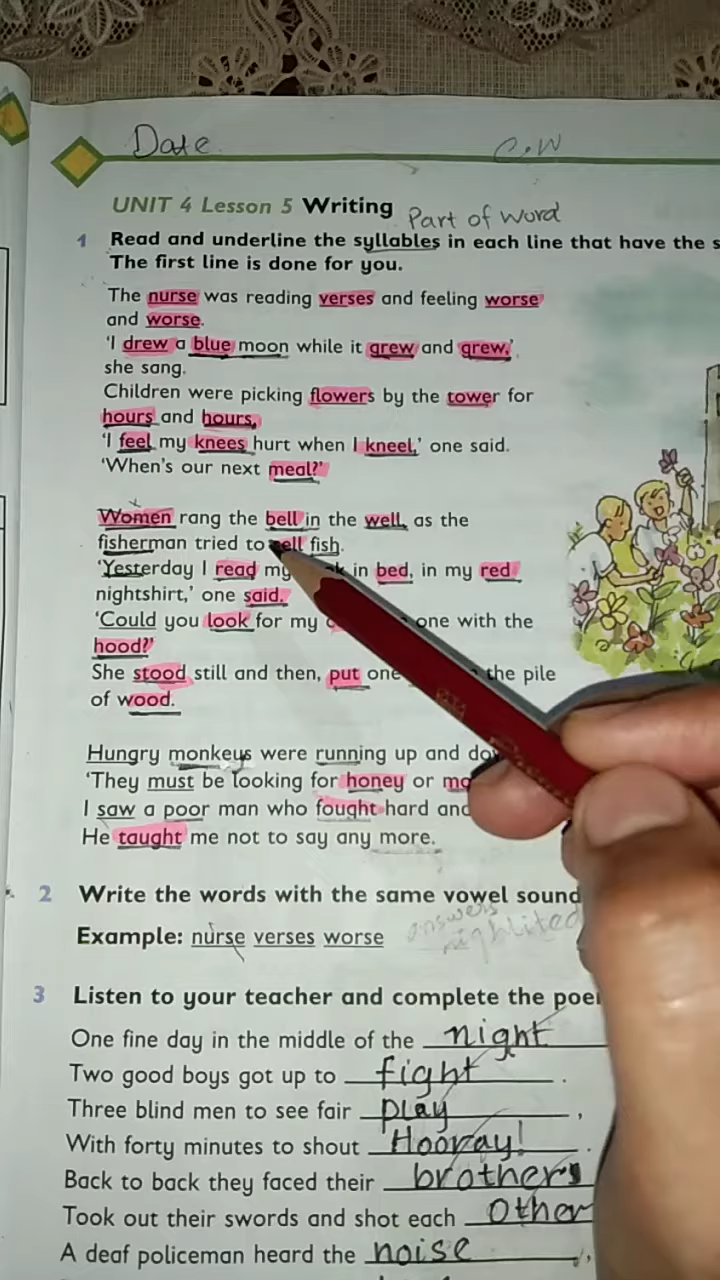 Date C.W
UNIT 4 Lesson 5 Writing Part of word
1 Read and underline the syllables in each line that have the s
The first line is done for you.
The nurse was reading verses and feeling worse
and worse.
'I drew a blue moon while it grew and grew,'
she sang.
Children were picking flowers by the tower for
hours and hours.
'I feel my knees hurt when I kneel,' one said.
'When's our next meal?'
Women rang the bell in the well, as the
fisherman tried to sell fish.
'Yesterday I read my in bed, in my red
nightshirt,' one said.
'Could you look for my one with the
hood?'
She stood still and then, put one the pile
of wood.
Hungry monkeys were running up and do
'They must be looking for honey or mo
I saw a poor man who fought hard and
He taught me not to say any more.
2 Write the words with the same vowel sound
answers highlited
Example: nurse verses worse
3 Listen to your teacher and complete the poe
One fine day in the middle of the night
Two good boys got up to fight.
Three blind men to see fair play,
With forty minutes to shout 'Hooray!
Back to back they faced their brothers
Took out their swords and shot each Other
A deaf policeman heard the noise,